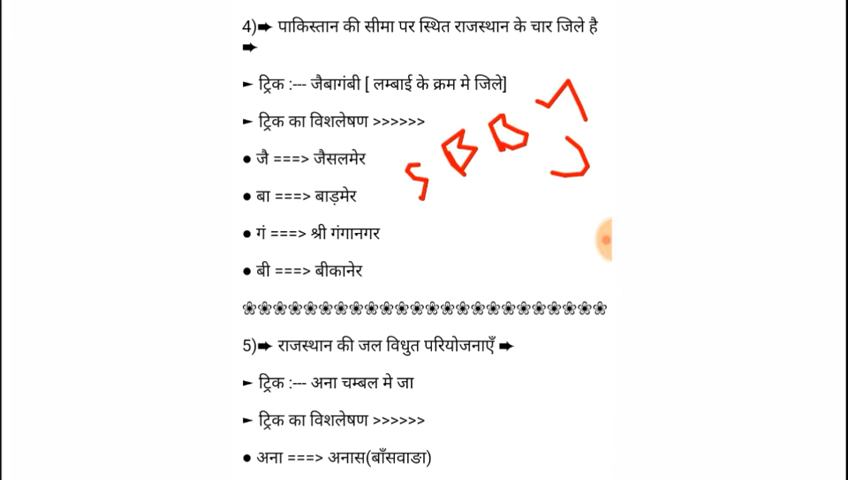 4)➨ पाकिस्तान की सीमा पर स्थित राजस्थान के चार जिले है
➨
► ट्रिक :--- जैबागंबी [ लम्बाई के क्रम मे जिले]
► ट्रिक का विशलेषण >>>>>>
● जै ===> जैसलमेर
● बा ===> बाड़मेर
● गं ===> श्री गंगानगर
● बी ===> बीकानेर
S B B
❀❀❀❀❀❀❀❀❀❀❀❀❀❀❀❀❀❀❀❀❀❀❀❀
5)➨ राजस्थान की जल विधुत परियोजनाएँ ➨
► ट्रिक :--- अना चम्बल मे जा
► ट्रिक का विशलेषण >>>>>>
● अना ===> अनास(बाँसवाङा)